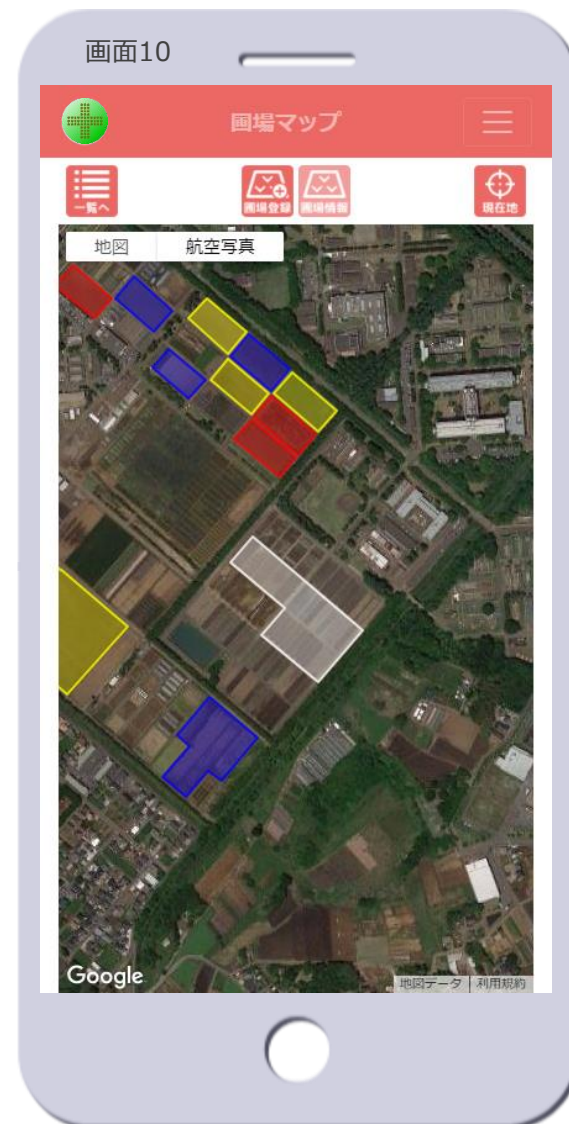 画面10
圃場マップ
一覧へ
圃場登録
圃場情報
現在地
地図 航空写真
Google
地図データ 利用規約